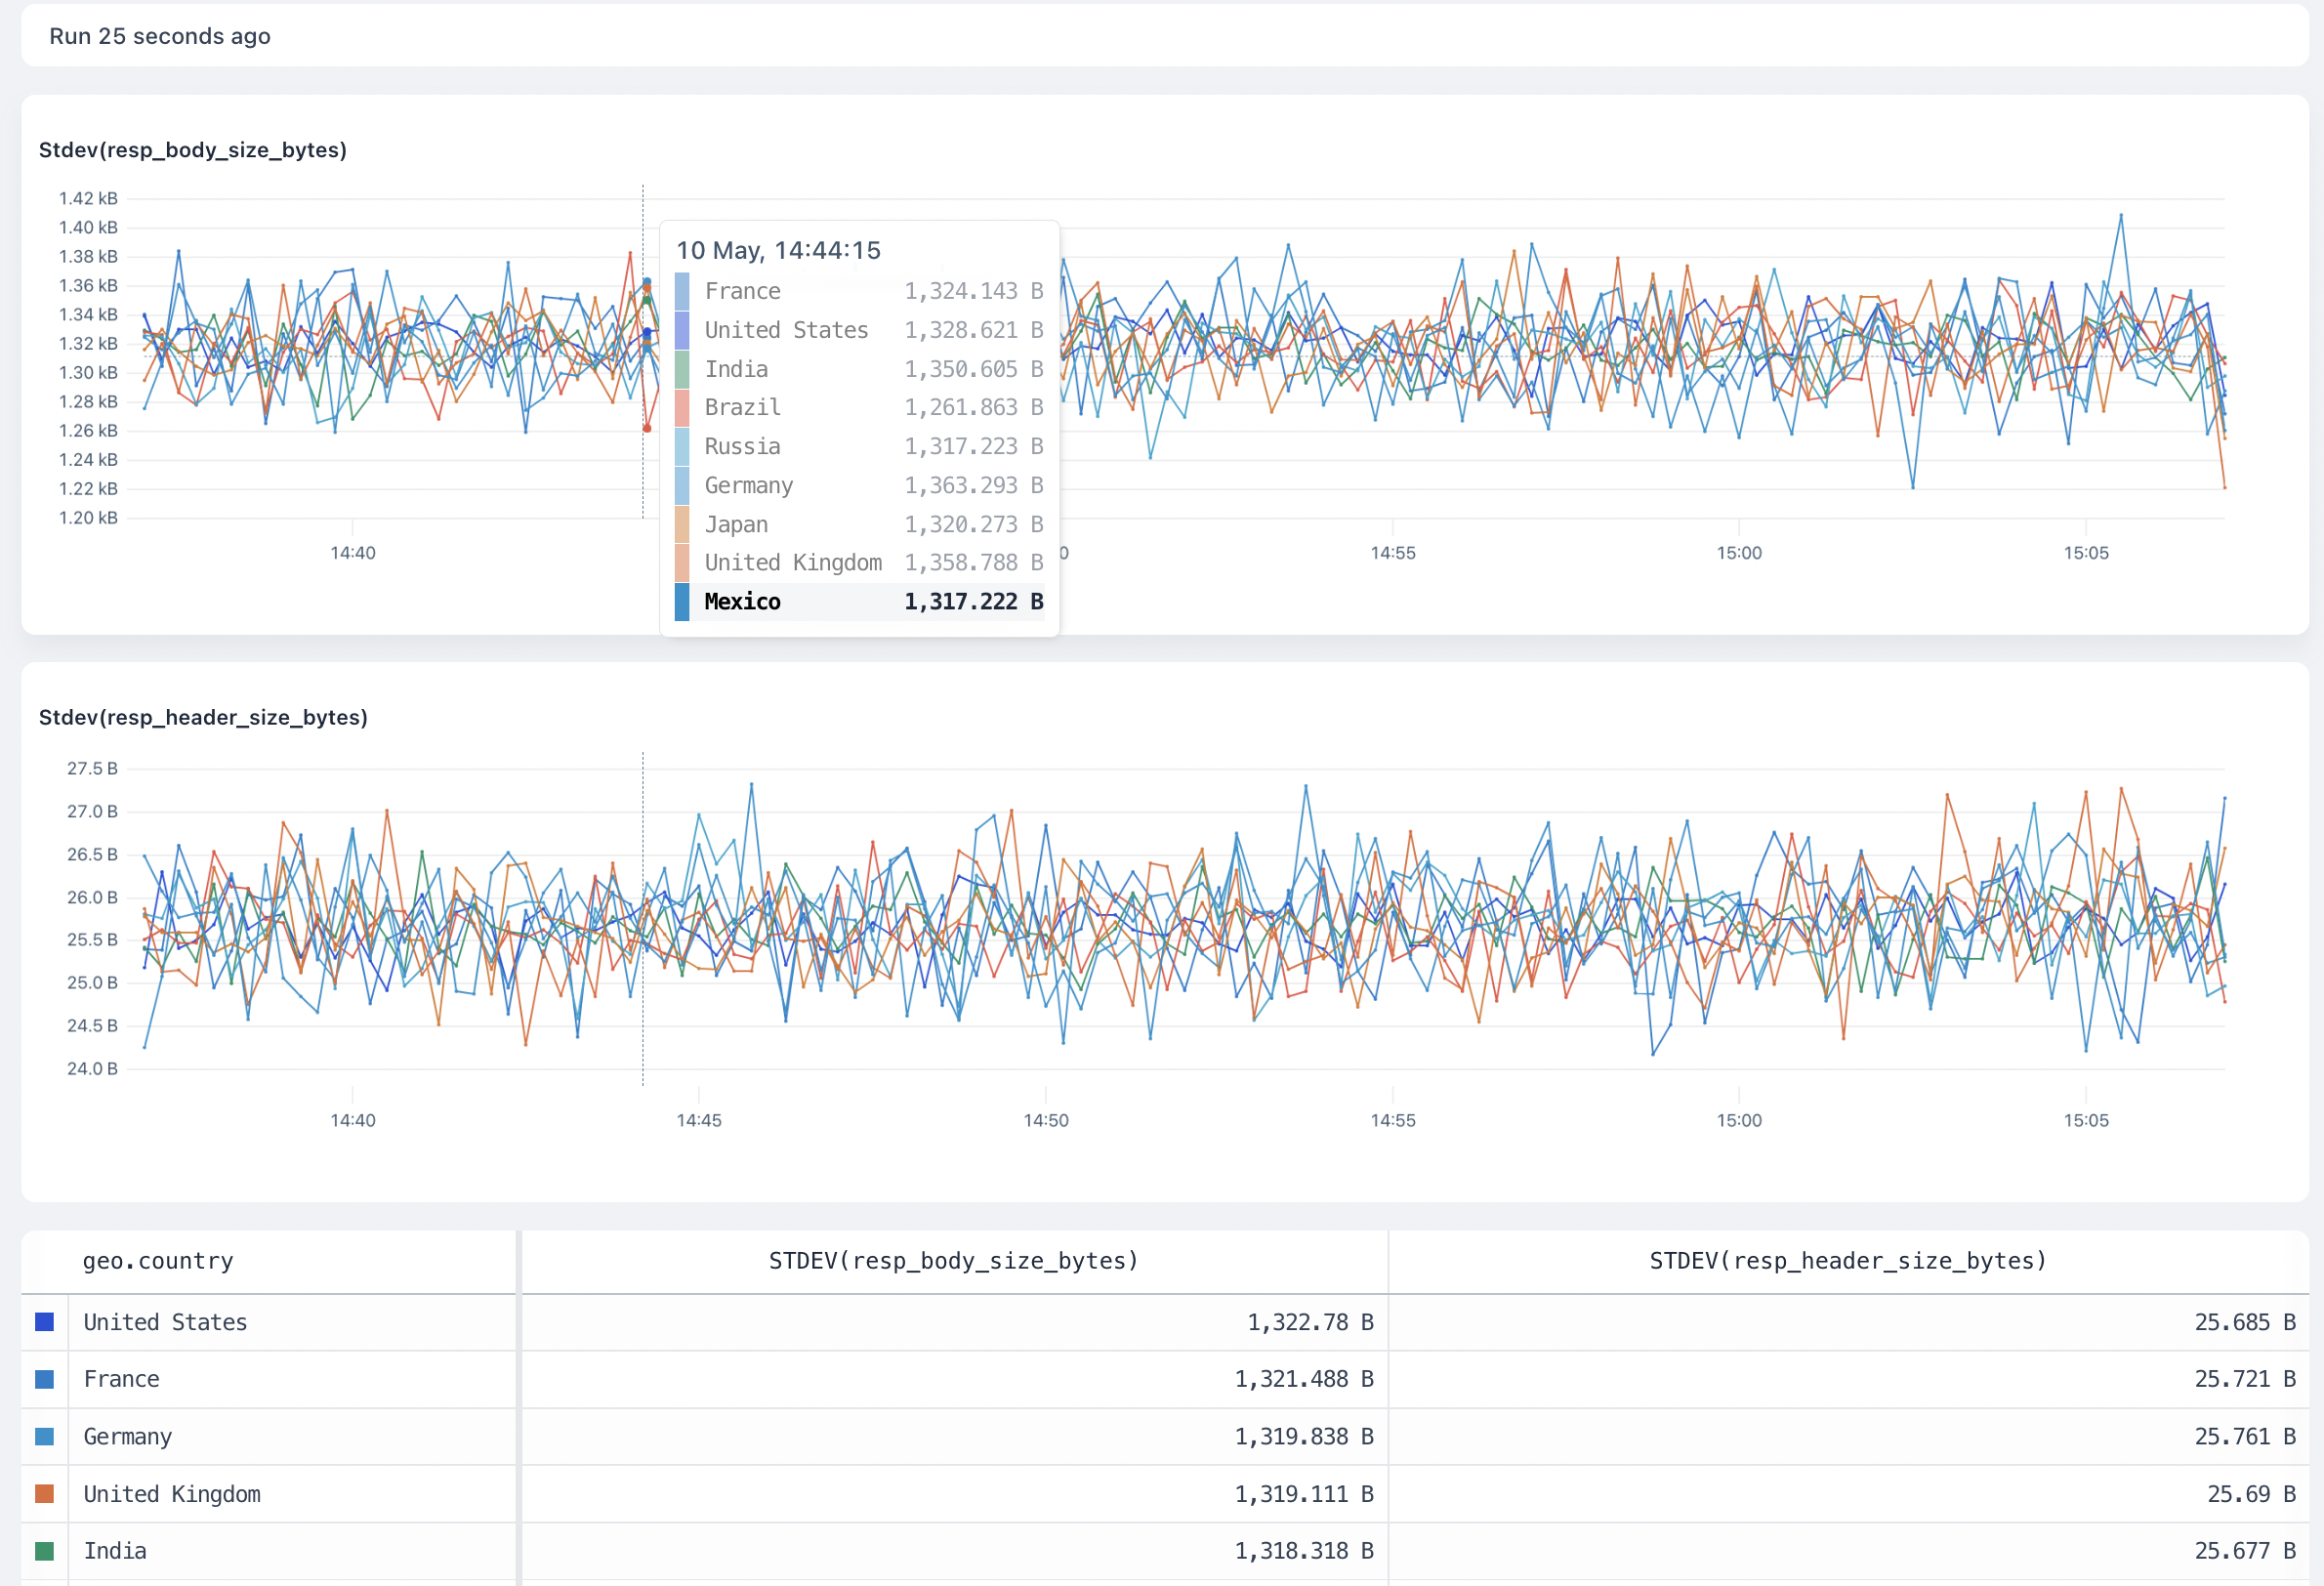 Run 25 seconds ago
Stdev(resp_body_size_bytes)
1.42 kB
1.40 kB
1.38 kB
1.36 kB
1.34 kB
1.32 kB
1.30 kB
1.28 kB
1.26 kB
1.24 kB
1.22 kB
1.20 kB
10 May, 14:44:15
France 1,324.143 B
United States 1,328.621 B
India 1,350.605 B
Brazil 1,261.863 B
Russia 1,317.223 B
Germany 1,363.293 B
Japan 1,320.273 B
United Kingdom 1,358.788 B
Mexico 1,317.222 B
14:40 0 14:55 15:00 15:05
Stdev(resp_header_size_bytes)
27.5 B
27.0 B
26.5 B
26.0 B
25.5 B
25.0 B
24.5 B
24.0 B
14:40 14:45 14:50 14:55 15:00 15:05
geo.country STDEV(resp_body_size_bytes) STDEV(resp_header_size_bytes)
United States 1,322.78 B 25.685 B
France 1,321.488 B 25.721 B
Germany 1,319.838 B 25.761 B
United Kingdom 1,319.111 B 25.69 B
India 1,318.318 B 25.677 B